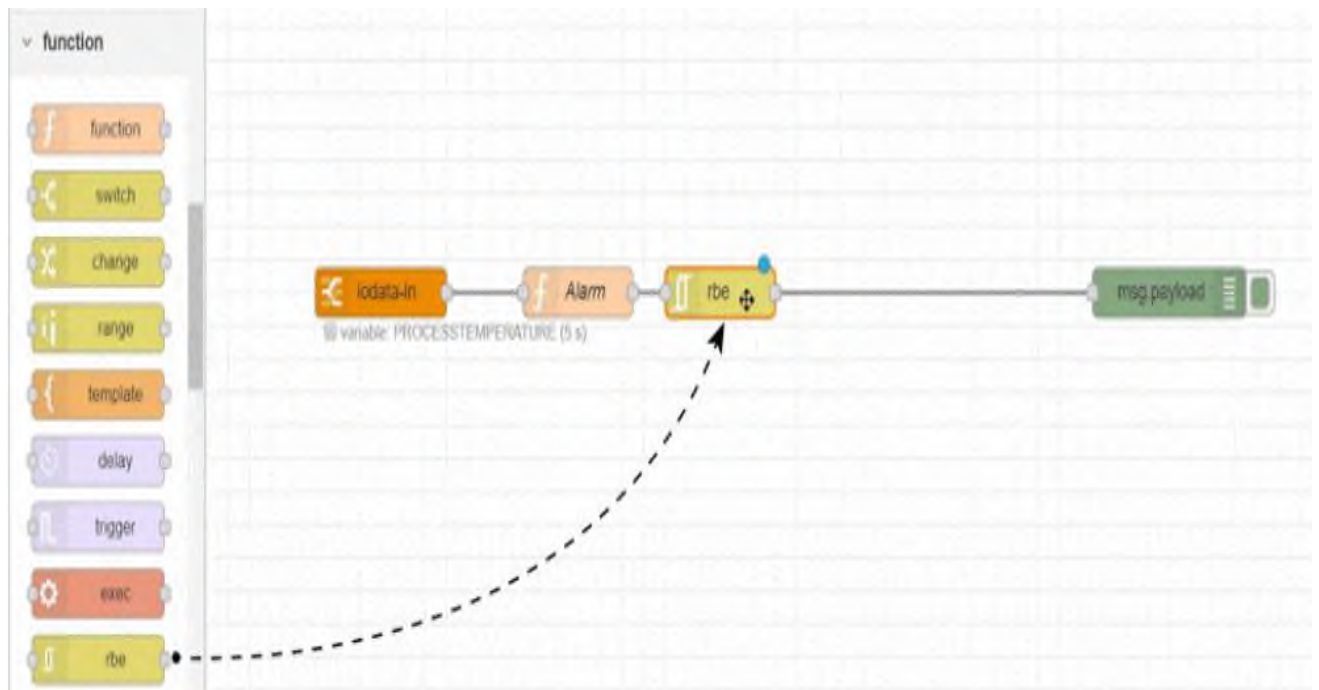 function
function
switch
change
range
template
delay
trigger
exec
rbe
iodata-in
variable: PROCESSTEMPERATURE (5 s)
Alarm
rbe
msg.payload